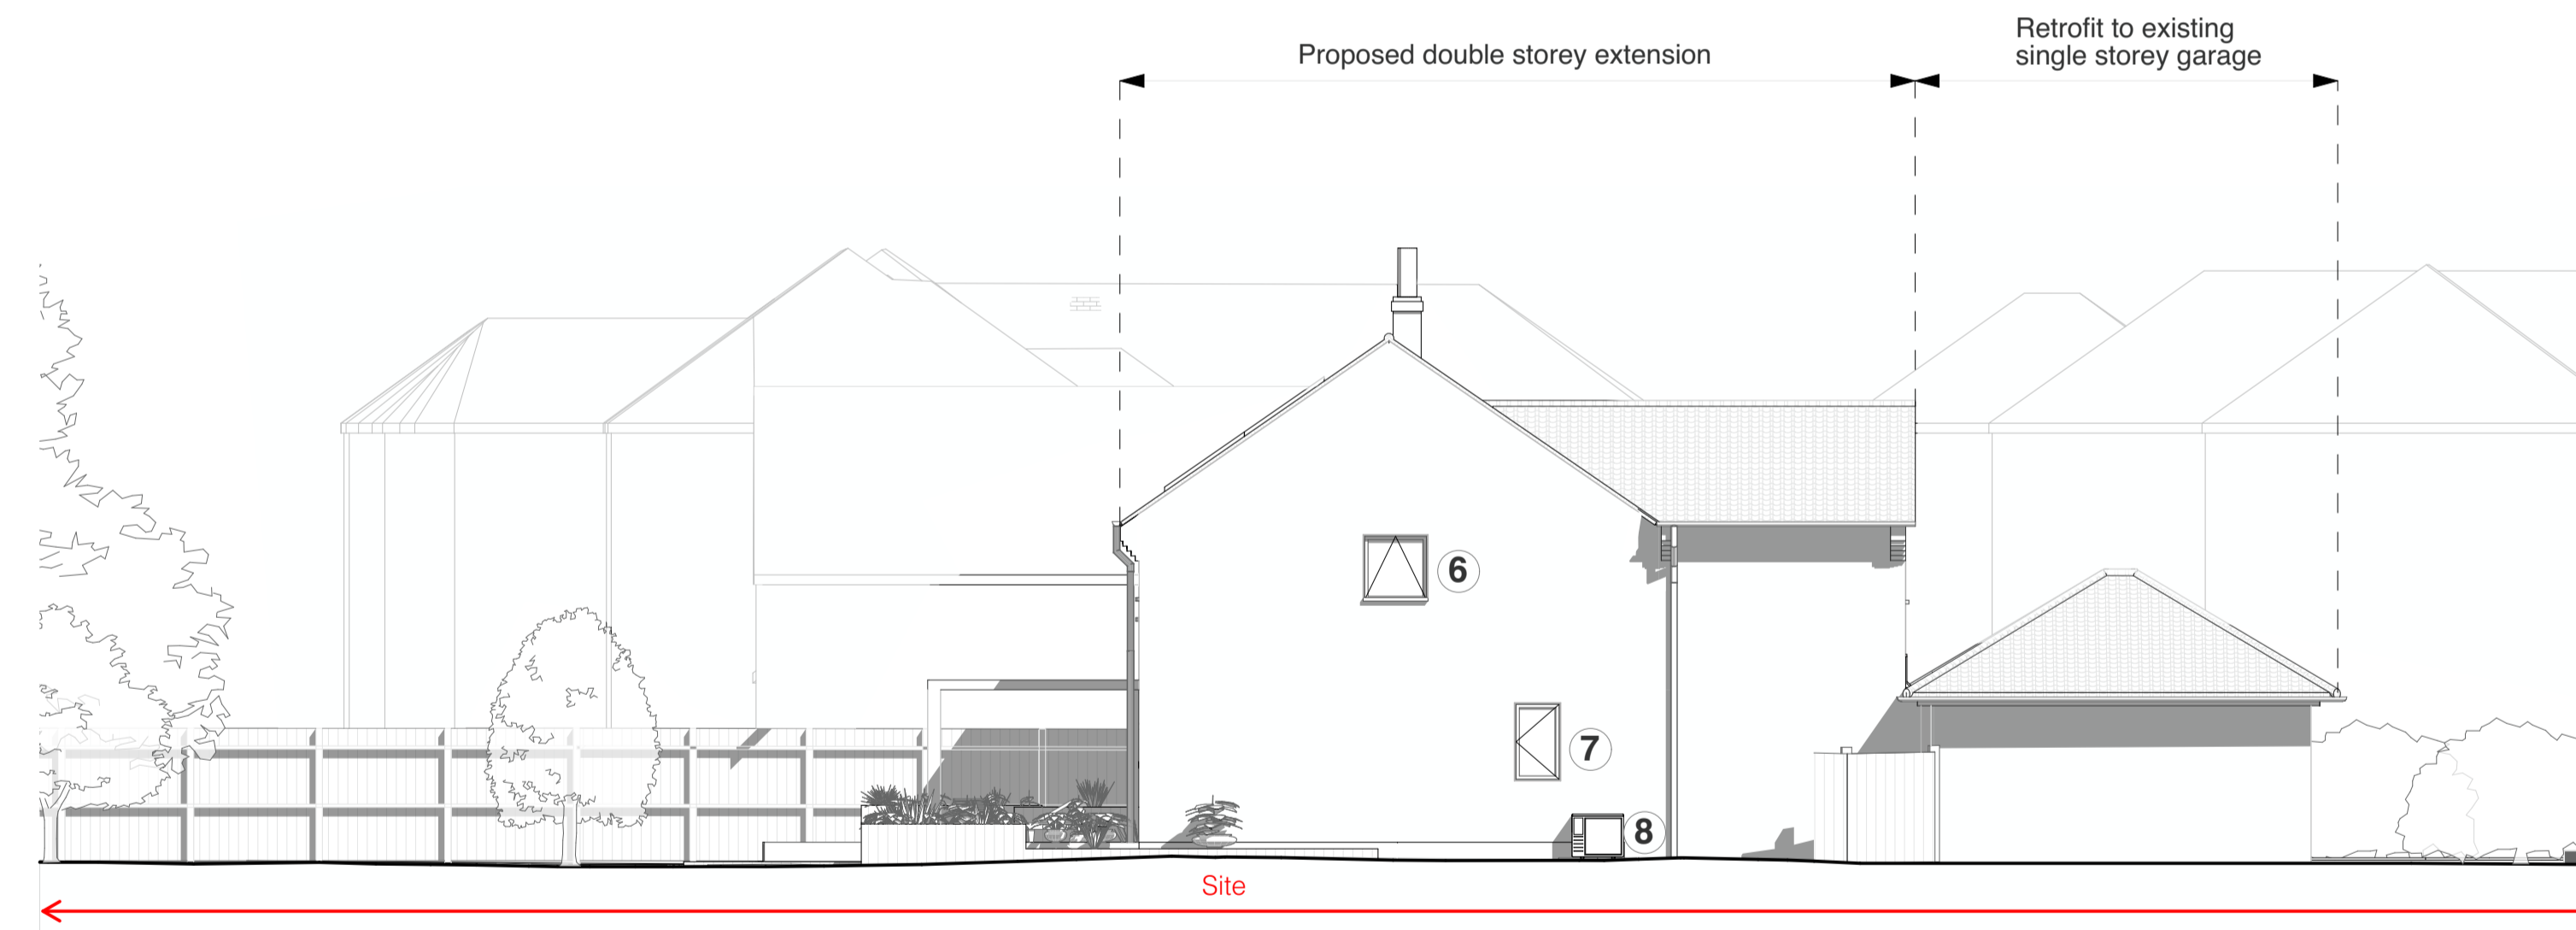 Proposed double storey extension
Retrofit to existing
single storey garage
6
7
8
Site